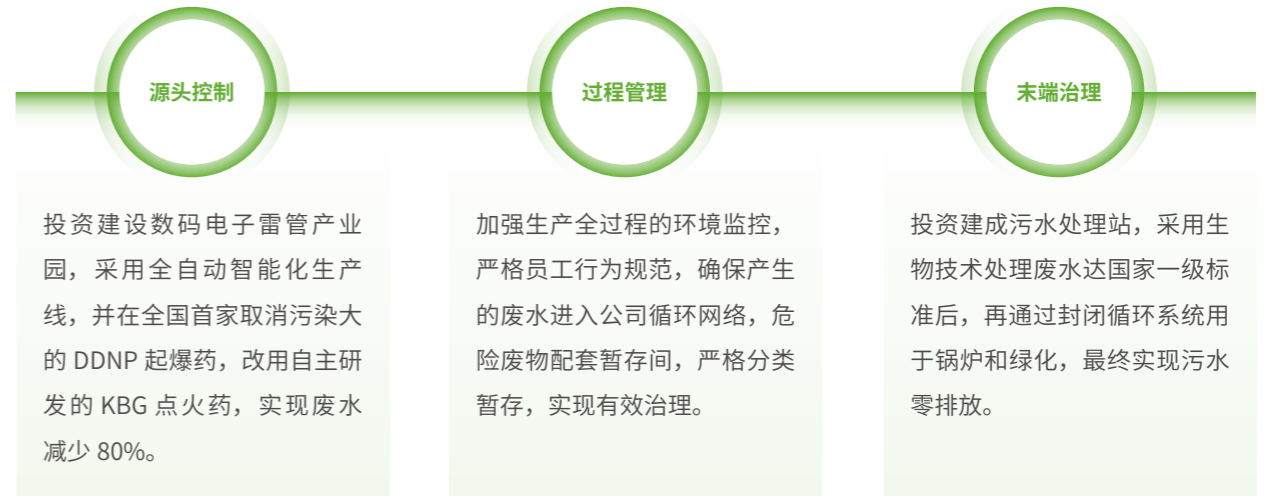 源头控制
投资建设数码电子雷管产业
园，采用全自动智能化生产
线，并在全国首家取消污染大
的 DDNP 起爆药，改用自主研
发的 KBG 点火药，实现废水
减少 80%。
过程管理
加强生产全过程的环境监控，
严格员工行为规范，确保产生
的废水进入公司循环网络，危
险废物配套暂存间，严格分类
暂存，实现有效治理。
末端治理
投资建成污水处理站，采用生
物技术处理废水达国家一级标
准后，再通过封闭循环系统用
于锅炉和绿化，最终实现污水
零排放。